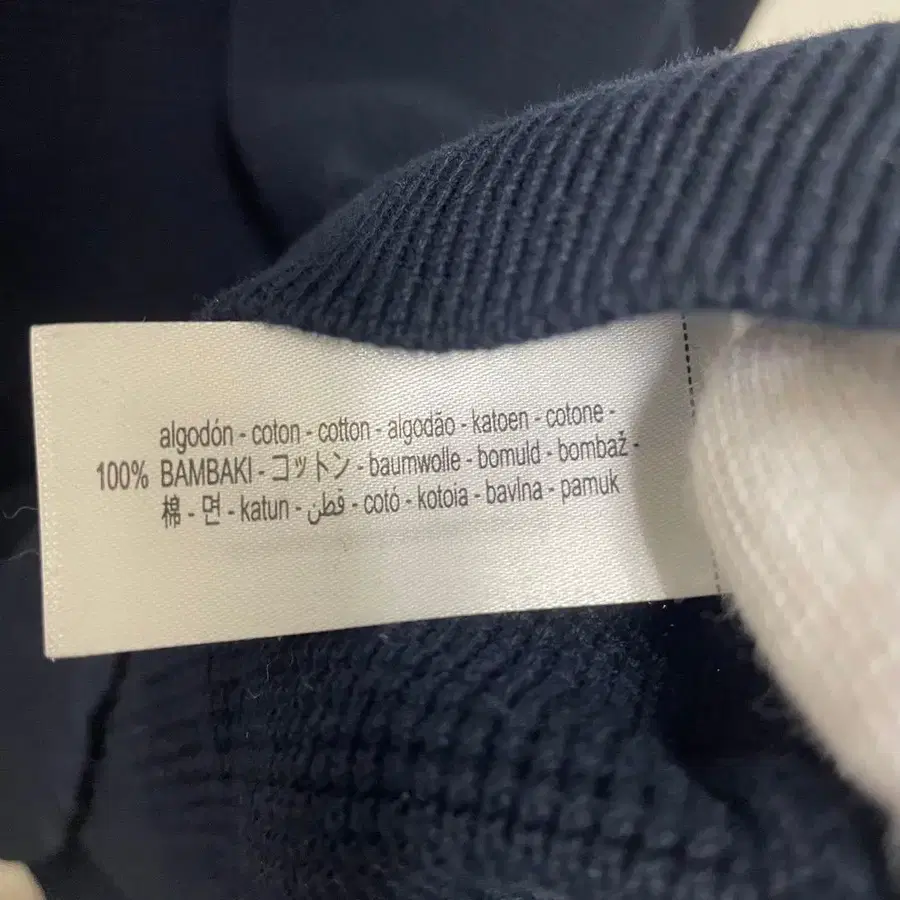 algodón - coton - cotton - algodão - katoen - cotone -
100% BAMBAKI - コットン - baumwolle - bomuld - bombaž -
棉 - 면 - katun - قطن - cotó - kotoia - bavlna - pamuk